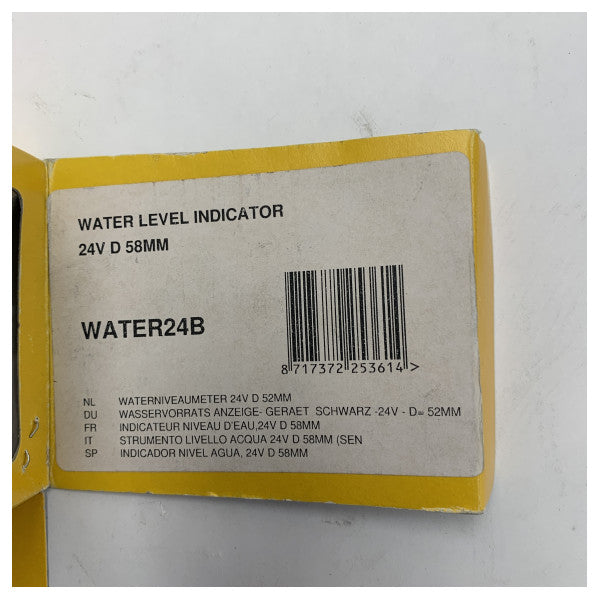 WATER LEVEL INDICATOR
24V D 58MM
WATER24B
8 717372 253614 >
NL WATERNIVEAUMETER 24V D 52MM
DU WASSERVORRATS ANZEIGE- GERAET SCHWARZ -24V - D= 52MM
FR INDICATEUR NIVEAU D'EAU,24V D 58MM
IT STRUMENTO LIVELLO ACQUA 24V D 58MM (SEN
SP INDICADOR NIVEL AGUA, 24V D 58MM